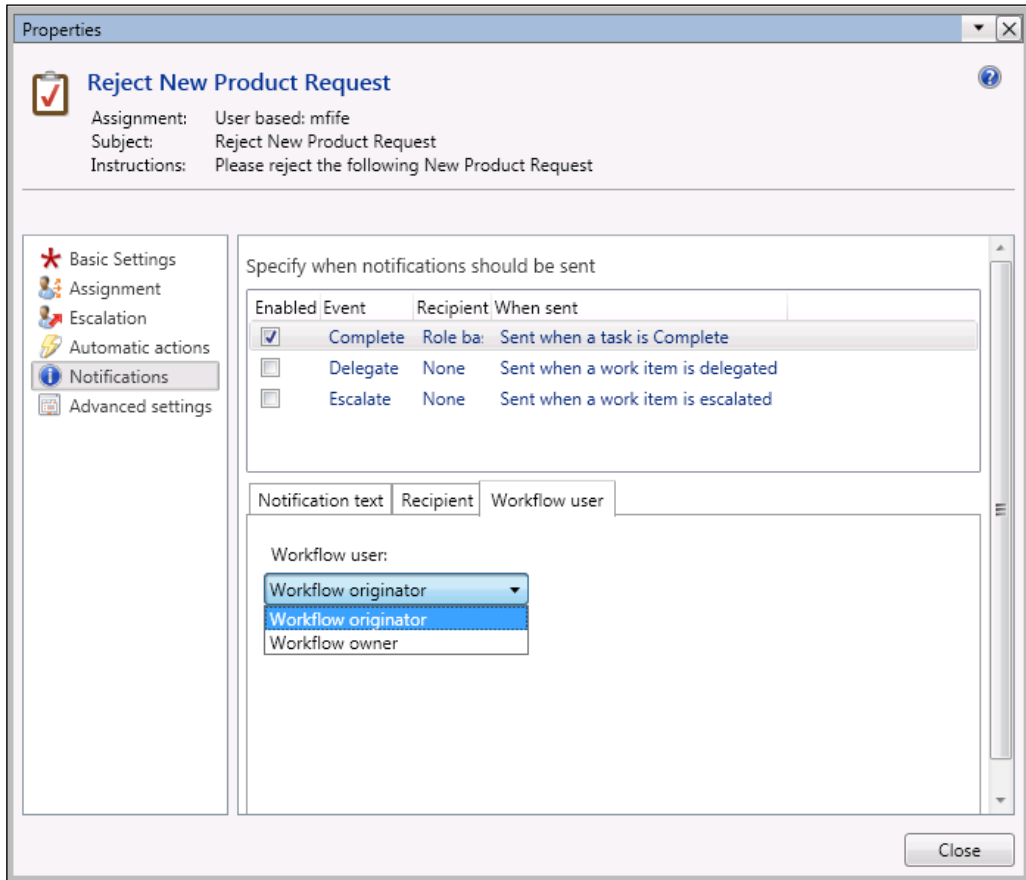 Properties
Reject New Product Request
Assignment: User based: mfife
Subject: Reject New Product Request
Instructions: Please reject the following New Product Request
Basic Settings
Assignment
Escalation
Automatic actions
Notifications
Advanced settings
Specify when notifications should be sent
Enabled Event Recipient When sent
Complete Role ba: Sent when a task is Complete
Delegate None Sent when a work item is delegated
Escalate None Sent when a work item is escalated
Notification text Recipient Workflow user
Workflow user:
Workflow originator
Workflow originator
Workflow owner
Close